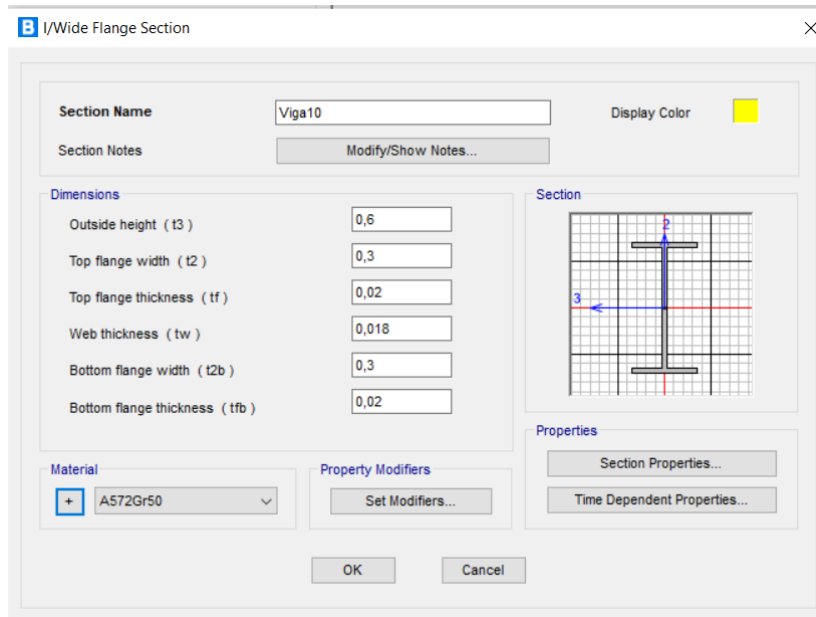 B I/Wide Flange Section
Section Name Viga10 Display Color
Section Notes Modify/Show Notes...
Dimensions Section
Outside height ( t3 ) 0,6
Top flange width ( t2 ) 0,3
Top flange thickness ( tf ) 0,02
Web thickness ( tw ) 0,018
Bottom flange width ( t2b ) 0,3
Bottom flange thickness ( tfb ) 0,02
2
3
Properties
Section Properties...
Time Dependent Properties...
Material Property Modifiers
+ A572Gr50 Set Modifiers...
OK Cancel